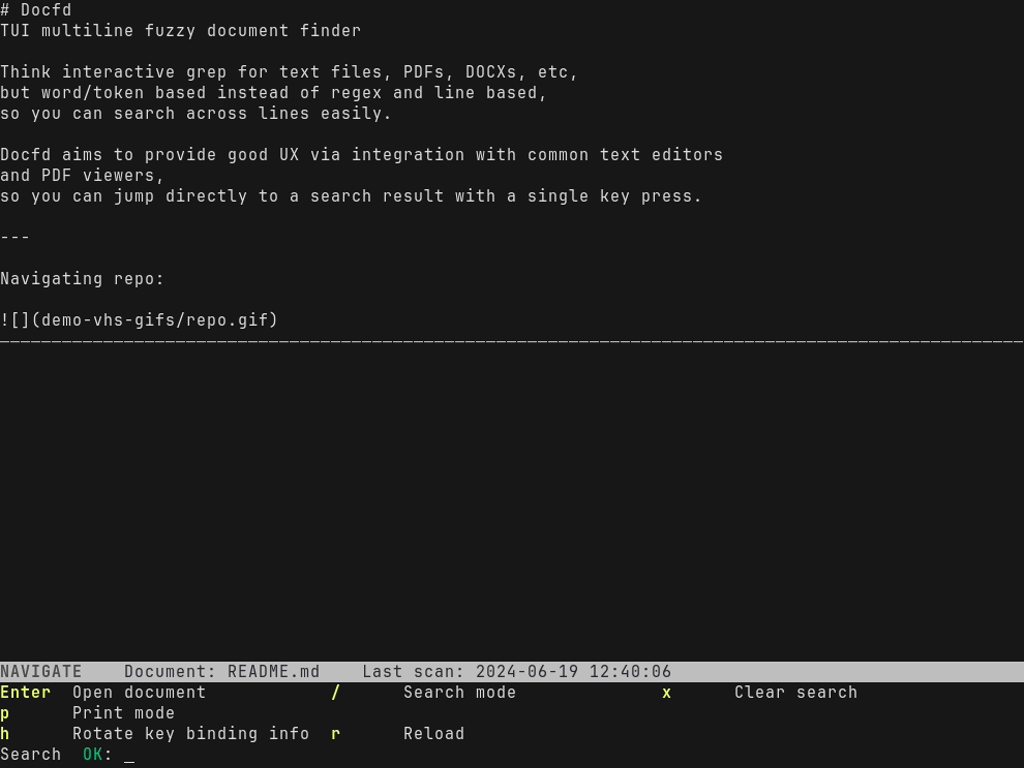 # Docfd
TUI multiline fuzzy document finder

Think interactive grep for text files, PDFs, DOCXs, etc,
but word/token based instead of regex and line based,
so you can search across lines easily.

Docfd aims to provide good UX via integration with common text editors
and PDF viewers,
so you can jump directly to a search result with a single key press.

---

Navigating repo:

![](demo-vhs-gifs/repo.gif)
NAVIGATE    Document: README.md    Last scan: 2024-06-19 12:40:06
Enter  Open document            /      Search mode              x      Clear search
p      Print mode
h      Rotate key binding info  r      Reload
Search  OK: _